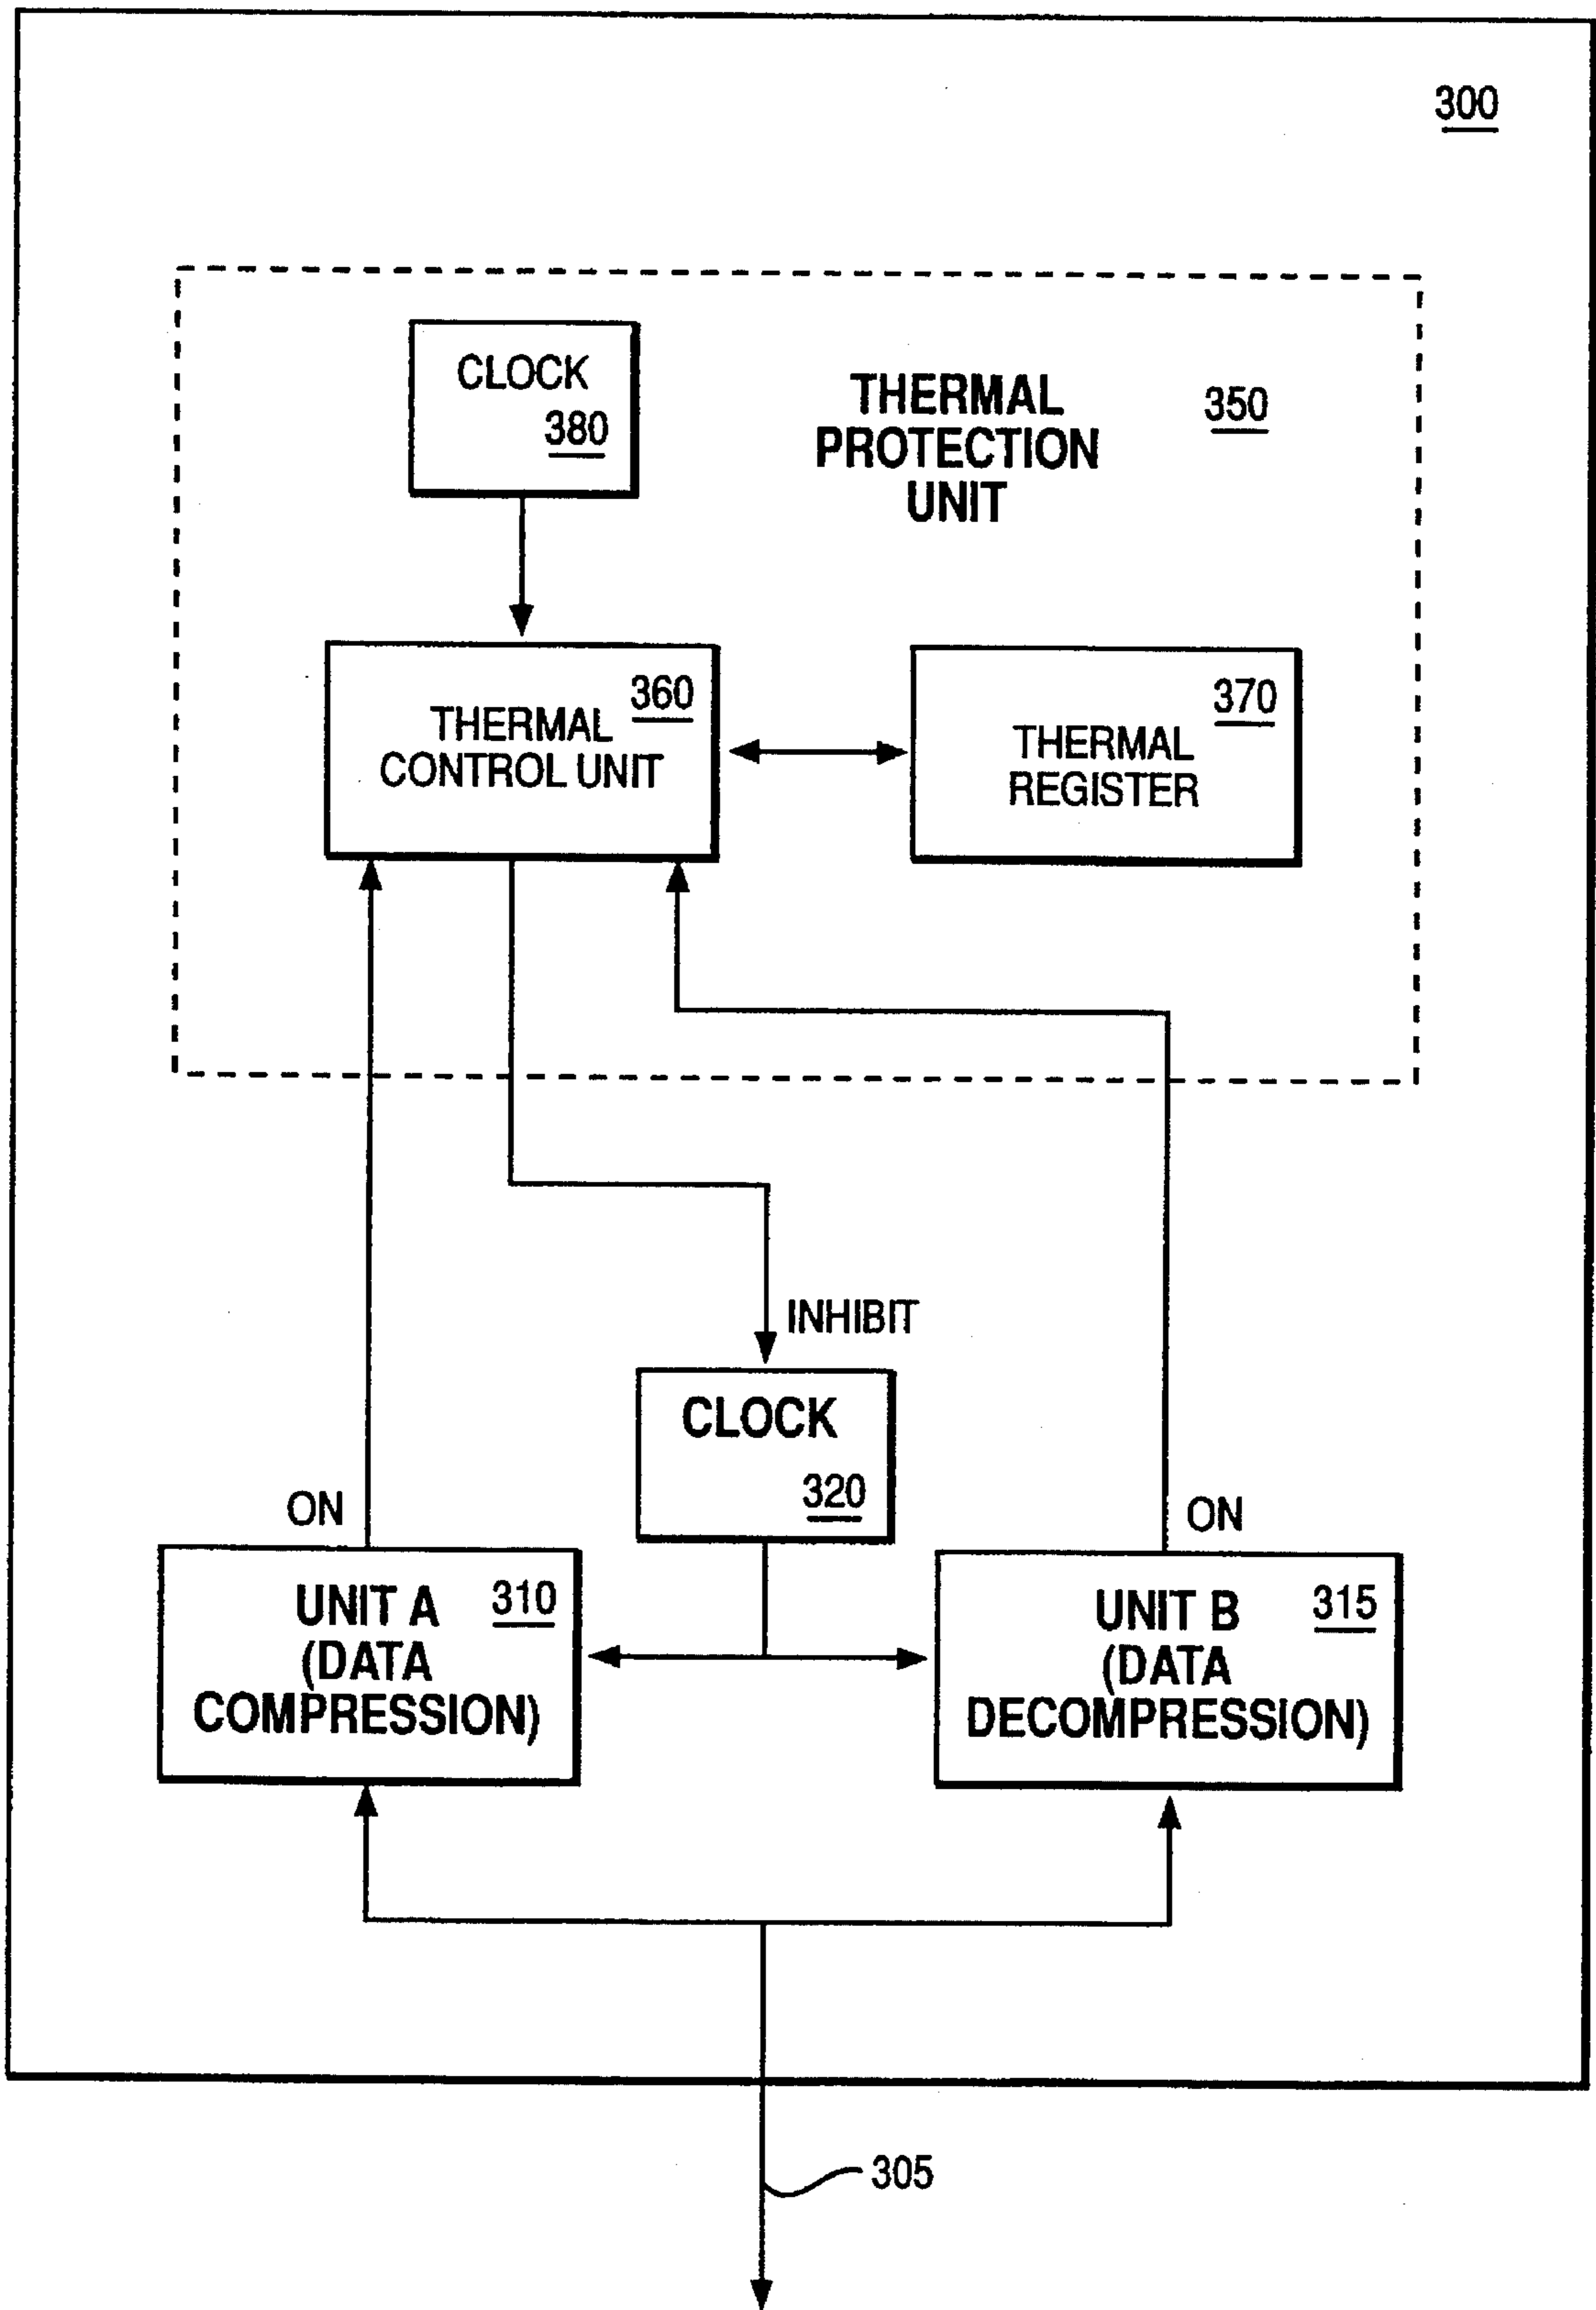 300
CLOCK
380
THERMAL
PROTECTION
UNIT
350
360
THERMAL
CONTROL UNIT
370
THERMAL
REGISTER
INHIBIT
CLOCK
320
ON
ON
UNIT A
310
(DATA
COMPRESSION)
UNIT B
315
(DATA
DECOMPRESSION)
305